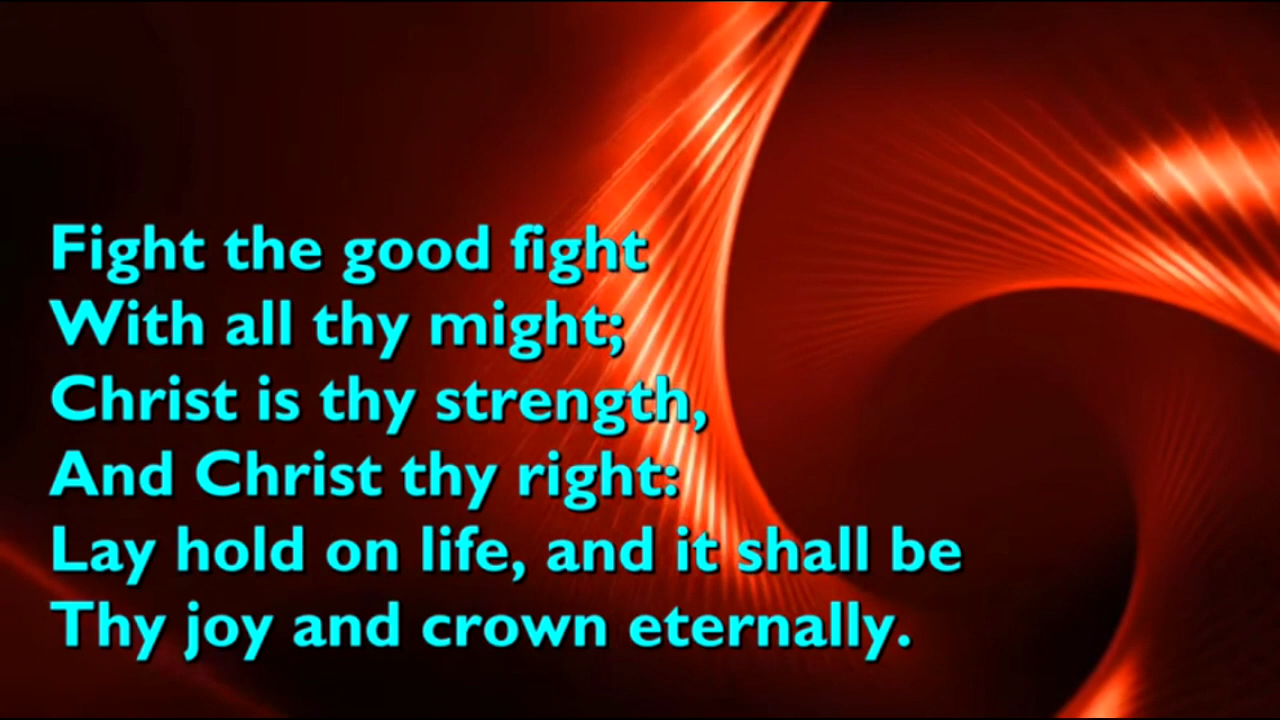 Fight the good fight
With all thy might;
Christ is thy strength,
And Christ thy right:
Lay hold on life, and it shall be
Thy joy and crown eternally.